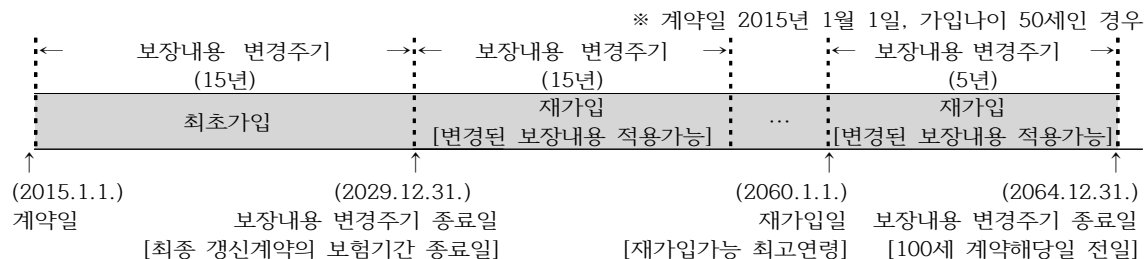 ※ 계약일 2015년 1월 1일, 가입나이 50세인 경우
← 보장내용 변경주기 → ← 보장내용 변경주기 → ← 보장내용 변경주기 →
(15년) (15년) (5년)
최초가입 재가입 … 재가입
[변경된 보장내용 적용가능] [변경된 보장내용 적용가능]
↑ ↑ ↑ ↑
(2015.1.1.) (2029.12.31.) (2060.1.1.) (2064.12.31.)
계약일 보장내용 변경주기 종료일 재가입일 보장내용 변경주기 종료일
[최종 갱신계약의 보험기간 종료일] [재가입가능 최고연령] [100세 계약해당일 전일]